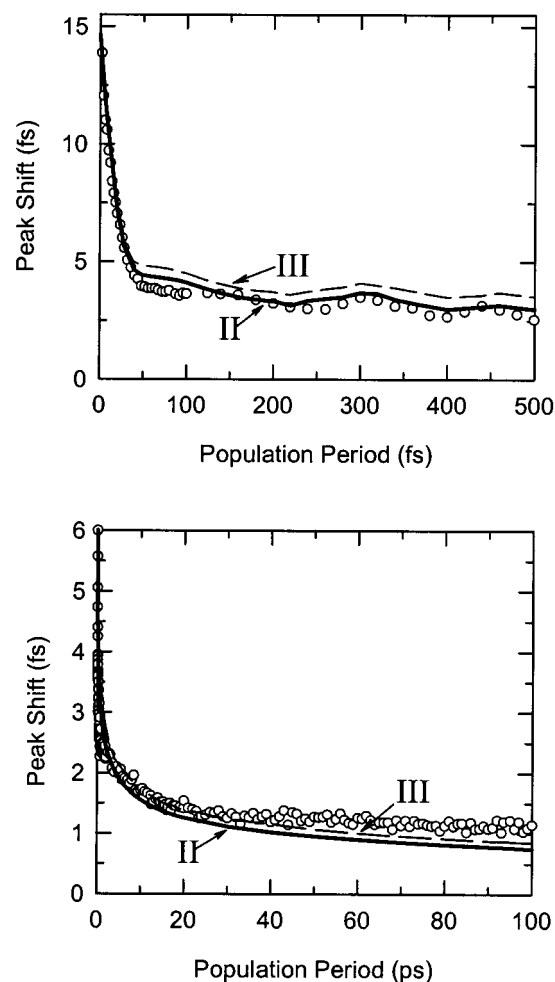 15
10
5
0
Peak Shift (fs)
III
II
0 100 200 300 400 500
Population Period (fs)
6
5
4
3
2
1
0
Peak Shift (fs)
III
II
0 20 40 60 80 100
Population Period (ps)